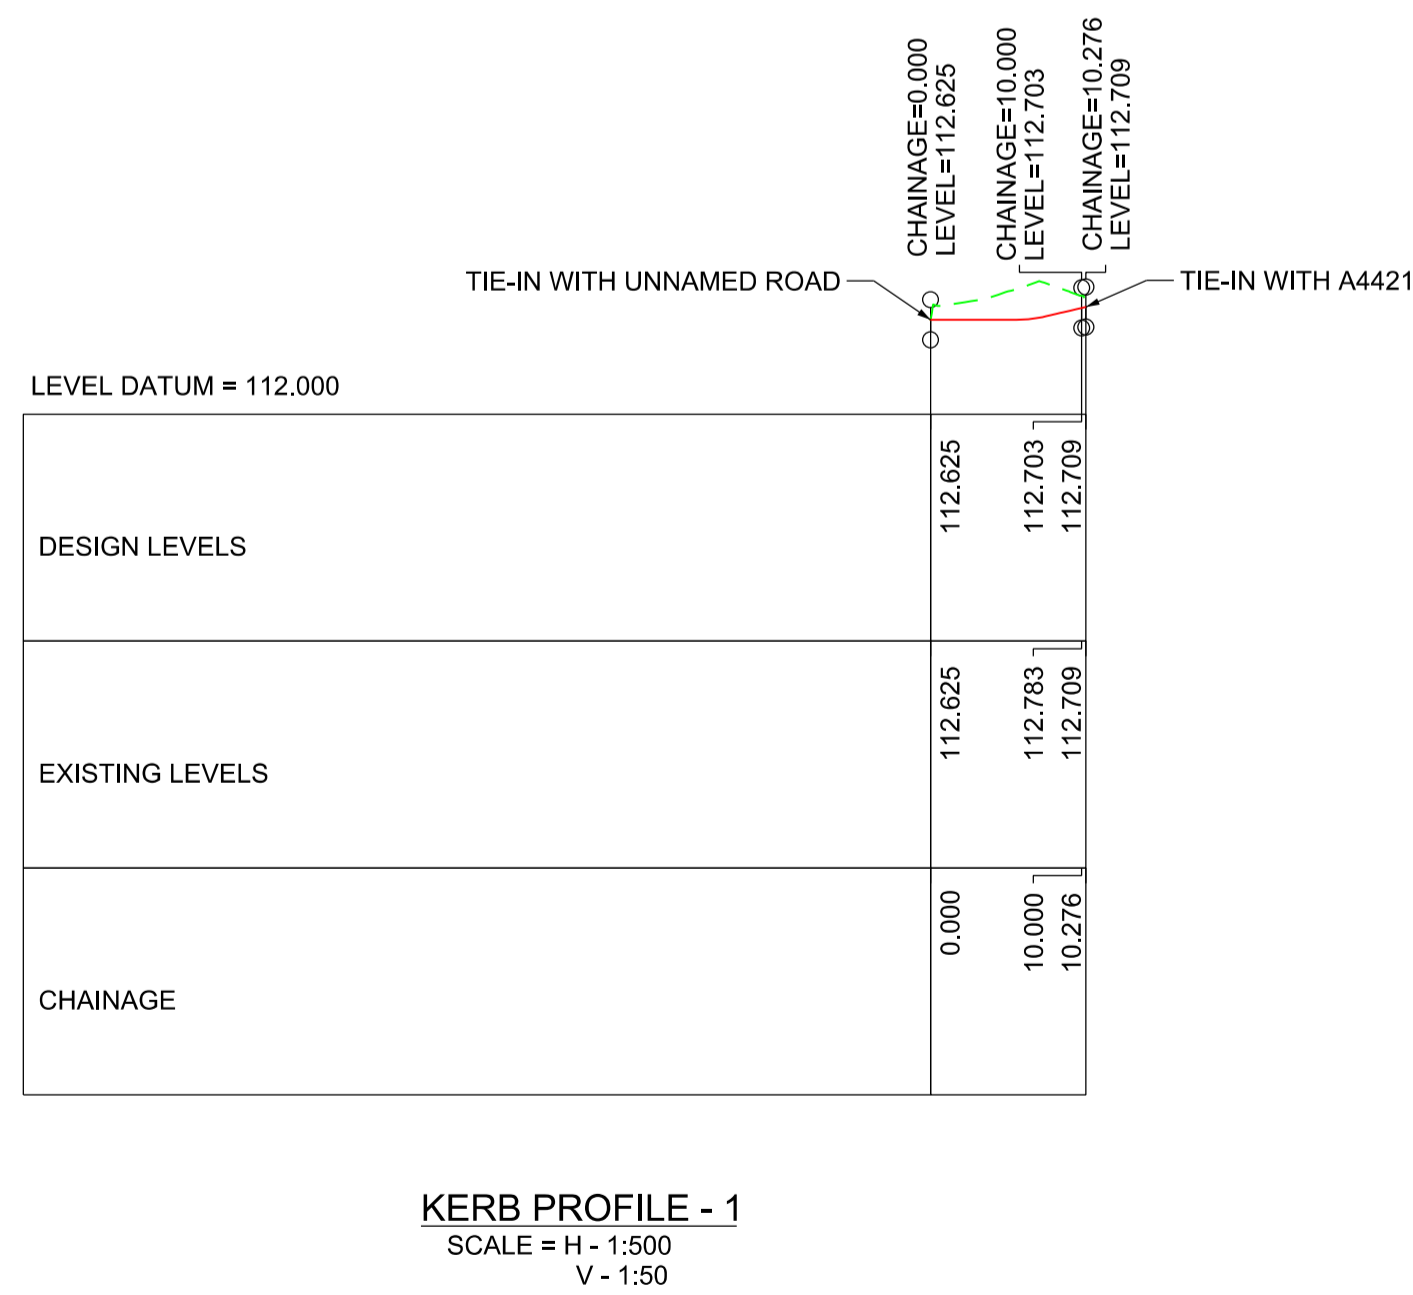 CHAINAGE=0.000
LEVEL=112.625
CHAINAGE=10.000
LEVEL=112.703
CHAINAGE=10.276
LEVEL=112.709
TIE-IN WITH UNNAMED ROAD
TIE-IN WITH A4421
LEVEL DATUM = 112.000
DESIGN LEVELS
112.625
112.703
112.709
EXISTING LEVELS
112.625
112.783
112.709
CHAINAGE
0.000
10.000
10.276
KERB PROFILE - 1
SCALE = H - 1:500
V - 1:50